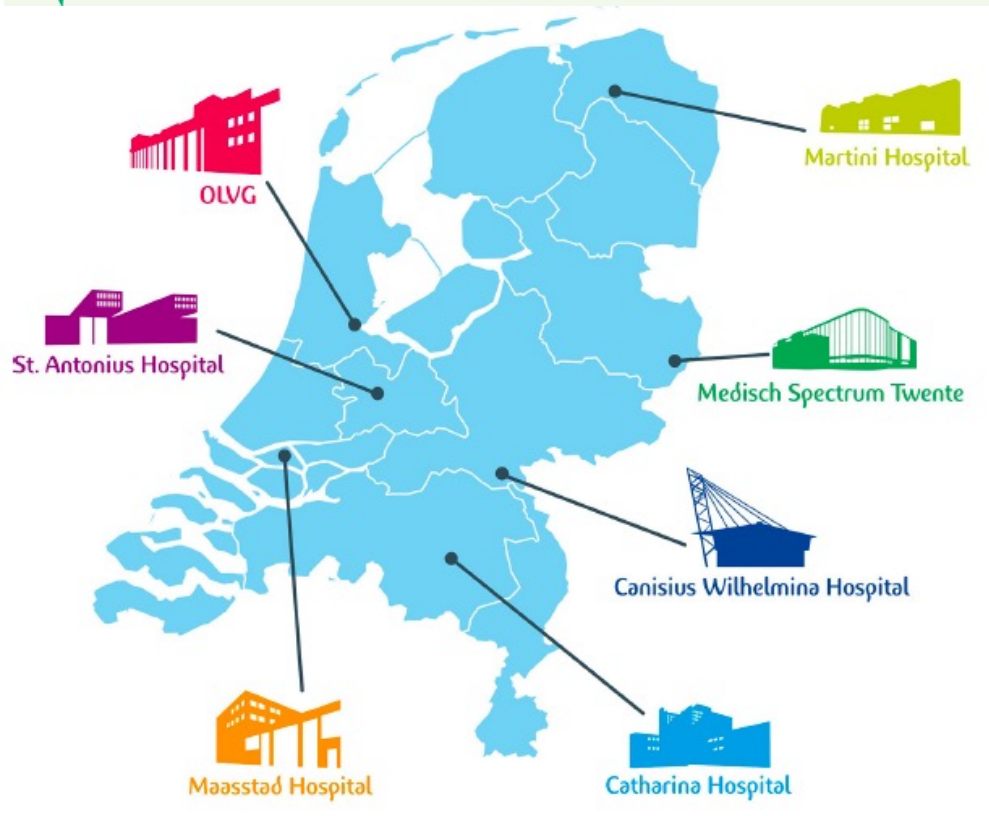 Martini Hospital
OLVG
St. Antonius Hospital
Medisch Spectrum Twente
Canisius Wilhelmina Hospital
Maasstad Hospital
Catharina Hospital